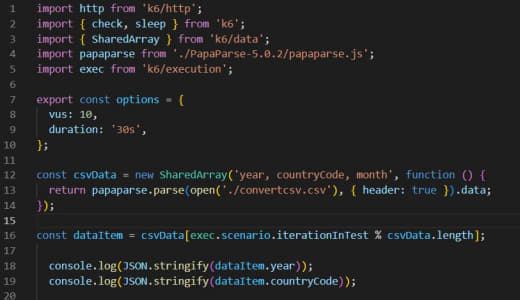 1 import http from 'k6/http';
2 import { check, sleep } from 'k6';
3 import { SharedArray } from 'k6/data';
4 import papaparse from './PapaParse-5.0.2/papaparse.js';
5 import exec from 'k6/execution';
6
7 export const options = {
8   vus: 10,
9   duration: '30s',
10 };
11
12 const csvData = new SharedArray('year, countryCode, month', function () {
13   return papaparse.parse(open('./convertcsv.csv'), { header: true }).data;
14 });
15
16 const dataItem = csvData[exec.scenario.iterationInTest % csvData.length];
17
18   console.log(JSON.stringify(dataItem.year));
19   console.log(JSON.stringify(dataItem.countryCode));
20